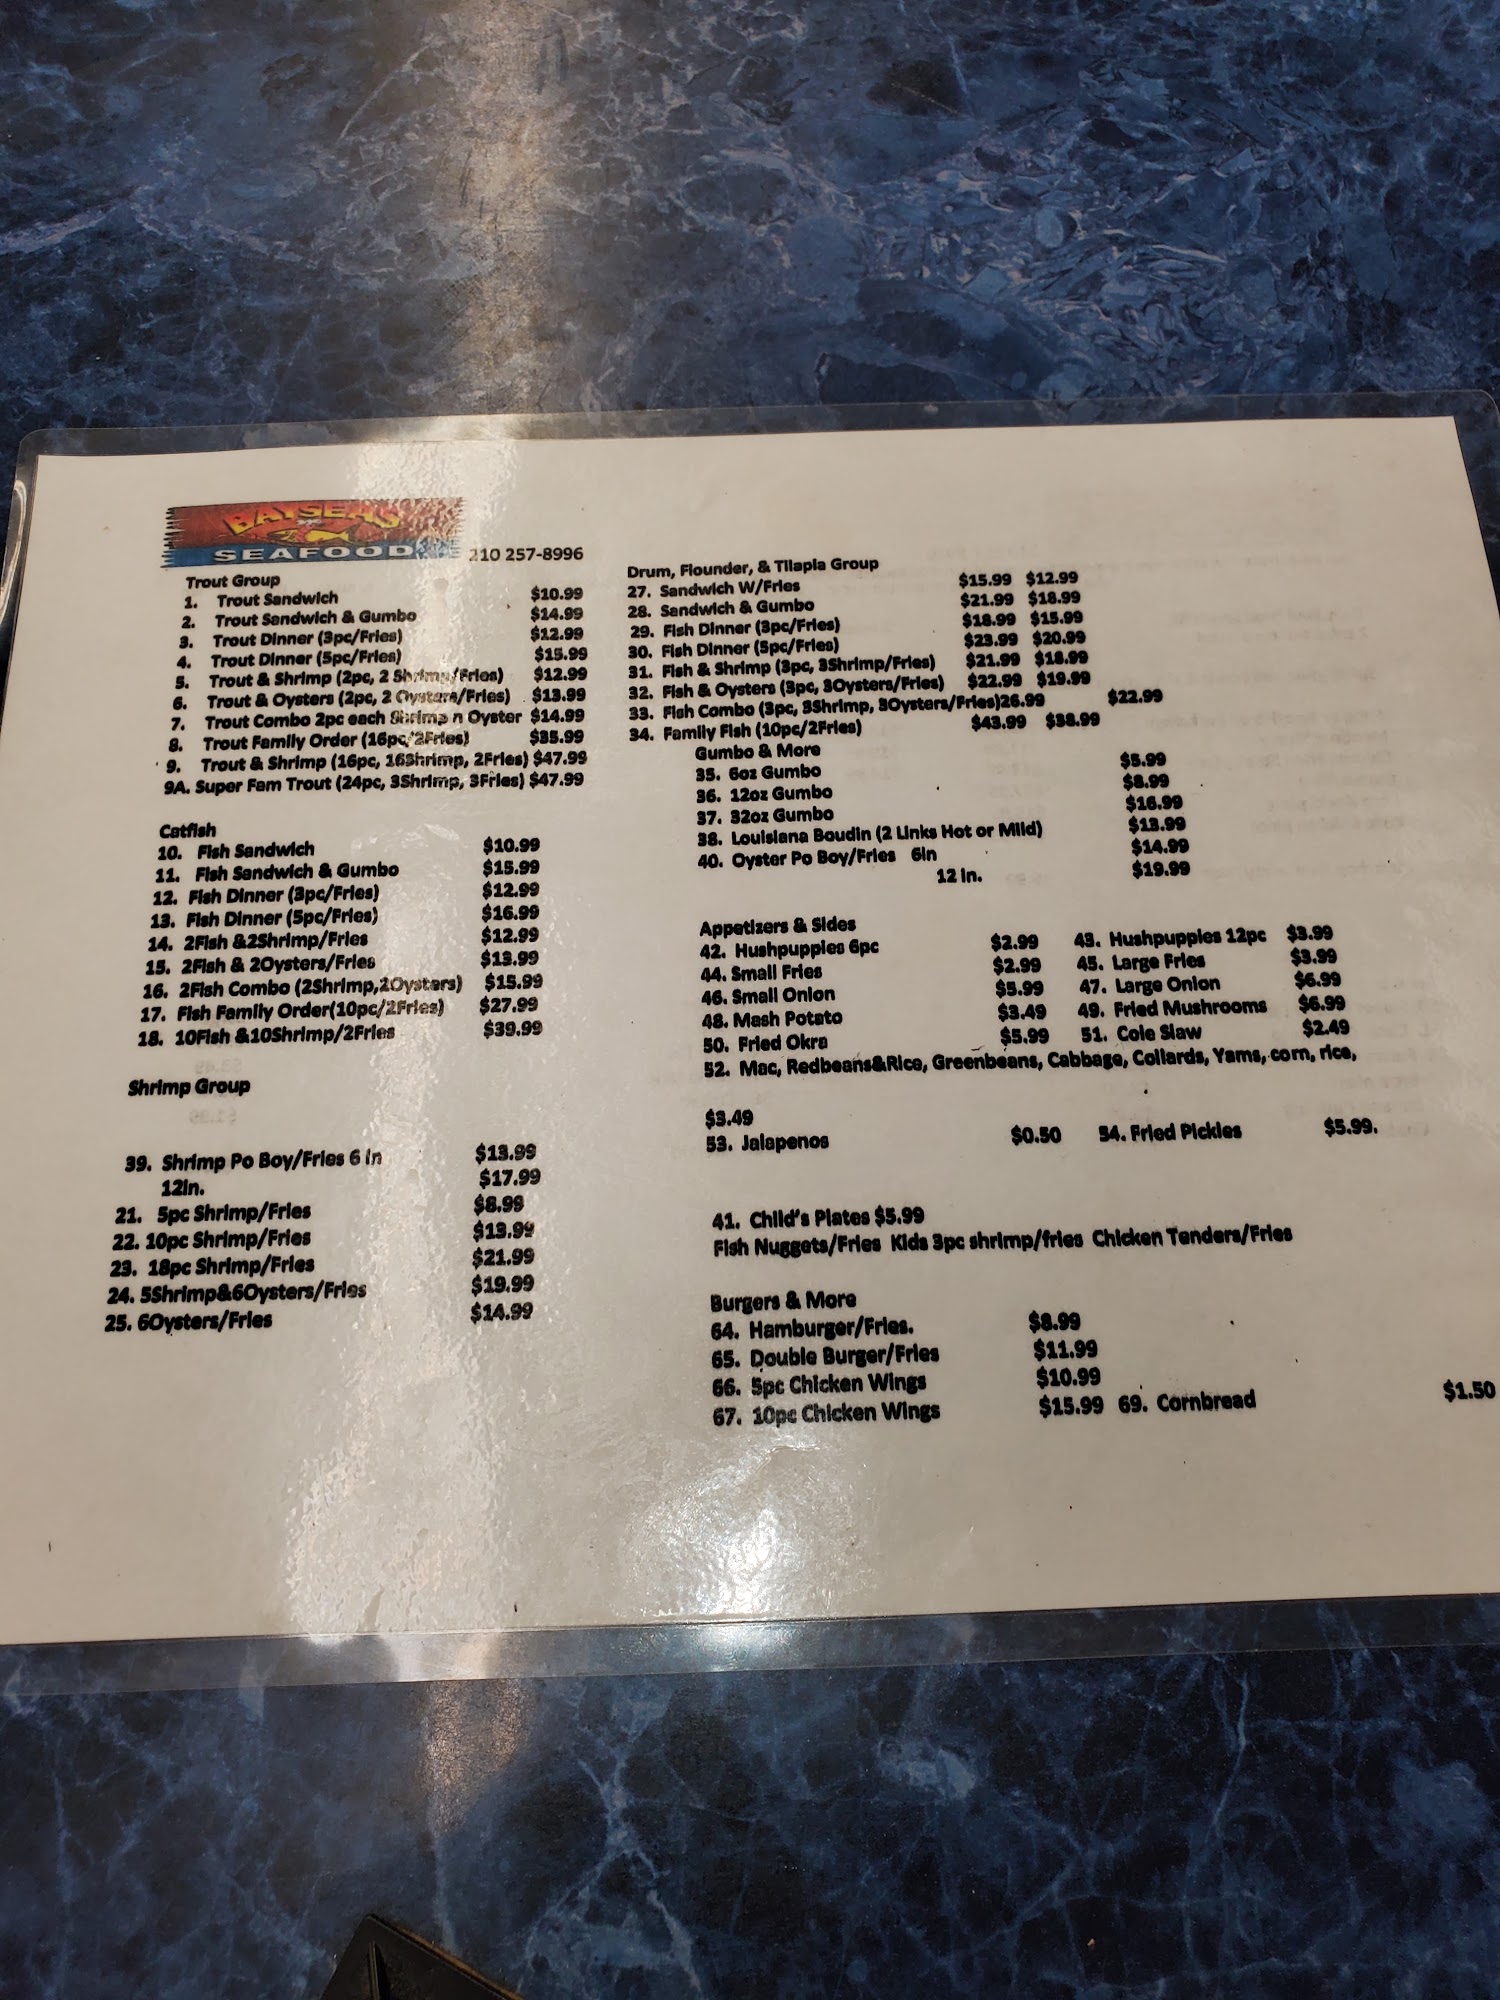 BAYSEAS
SEAFOOD
210 257-8996
Trout Group
1. Trout Sandwich $10.99
2. Trout Sandwich & Gumbo $14.99
3. Trout Dinner (3pc/Fries) $12.99
4. Trout Dinner (5pc/Fries) $15.99
5. Trout & Shrimp (2pc, 2 Shrimp/Fries) $12.99
6. Trout & Oysters (2pc, 2 Oysters/Fries) $13.99
7. Trout Combo 2pc each Shrimp n Oyster $14.99
8. Trout Family Order (16pc/2Fries) $35.99
9. Trout & Shrimp (16pc, 16Shrimp, 2Fries) $47.99
9A. Super Fam Trout (24pc, 3Shrimp, 3Fries) $47.99
Catfish
10. Fish Sandwich $10.99
11. Fish Sandwich & Gumbo $15.99
12. Fish Dinner (3pc/Fries) $12.99
13. Fish Dinner (5pc/Fries) $16.99
14. 2Fish &2Shrimp/Fries $12.99
15. 2Fish & 2Oysters/Fries $13.99
16. 2Fish Combo (2Shrimp,2Oysters) $15.99
17. Fish Family Order(10pc/2Fries) $27.99
18. 10Fish &10Shrimp/2Fries $39.99
Shrimp Group
39. Shrimp Po Boy/Fries 6 in $13.99
12in. $17.99
21. 5pc Shrimp/Fries $8.99
22. 10pc Shrimp/Fries $13.99
23. 18pc Shrimp/Fries $21.99
24. 5Shrimp&6Oysters/Fries $19.99
25. 6Oysters/Fries $14.99
Drum, Flounder, & Tilapia Group
27. Sandwich W/Fries $15.99 $12.99
28. Sandwich & Gumbo $21.99 $18.99
29. Fish Dinner (3pc/Fries) $18.99 $15.99
30. Fish Dinner (5pc/Fries) $23.99 $20.99
31. Fish & Shrimp (3pc, 3Shrimp/Fries) $21.99 $18.99
32. Fish & Oysters (3pc, 3Oysters/Fries) $22.99 $19.99
33. Fish Combo (3pc, 3Shrimp, 3Oysters/Fries)26.99 $22.99
34. Family Fish (10pc/2Fries) $43.99 $38.99
Gumbo & More
35. 6oz Gumbo $5.99
36. 12oz Gumbo $8.99
37. 32oz Gumbo $16.99
38. Louisiana Boudin (2 Links Hot or Mild) $13.99
40. Oyster Po Boy/Fries 6in $14.99
12 in. $19.99
Appetizers & Sides
42. Hushpuppies 6pc $2.99 43. Hushpuppies 12pc $3.99
44. Small Fries $2.99 45. Large Fries $3.99
46. Small Onion $5.99 47. Large Onion $6.99
48. Mash Potato $3.49 49. Fried Mushrooms $6.99
50. Fried Okra $5.99 51. Cole Slaw $2.49
52. Mac, Redbeans&Rice, Greenbeans, Cabbage, Collards, Yams, corn, rice,
$3.49
53. Jalapenos $0.50 54. Fried Pickles $5.99.
41. Child's Plates $5.99
Fish Nuggets/Fries Kids 3pc shrimp/fries Chicken Tenders/Fries
Burgers & More
64. Hamburger/Fries. $8.99
65. Double Burger/Fries $11.99
66. 5pc Chicken Wings $10.99
67. 10pc Chicken Wings $15.99 69. Cornbread $1.50